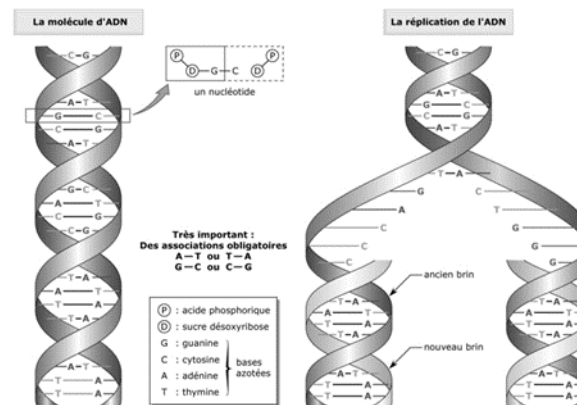 La molécule d'ADN
C–G
A–T
G — C
C — G
A–T
G–C
A — T
C — G
T–A
A — T
T — A
T–A
A–T
T — A
T — A
P
D–G–C
D
P
un nucléotide
Très important :
Des associations obligatoires
A—T ou T—A
G—C ou C—G
P : acide phosphorique
D : sucre désoxyribose
G : guanine
C : cytosine
A : adénine
T : thymine
bases
azotées
La réplication de l'ADN
C–G
A–T
G — C
C — G
A–T
T–A
G
C
A
T
C
G
C
G
G
ancien brin
T–A
A — T
T–A
nouveau brin
A–T
T — A
T–A
A — T
T–A
A–T
T — A